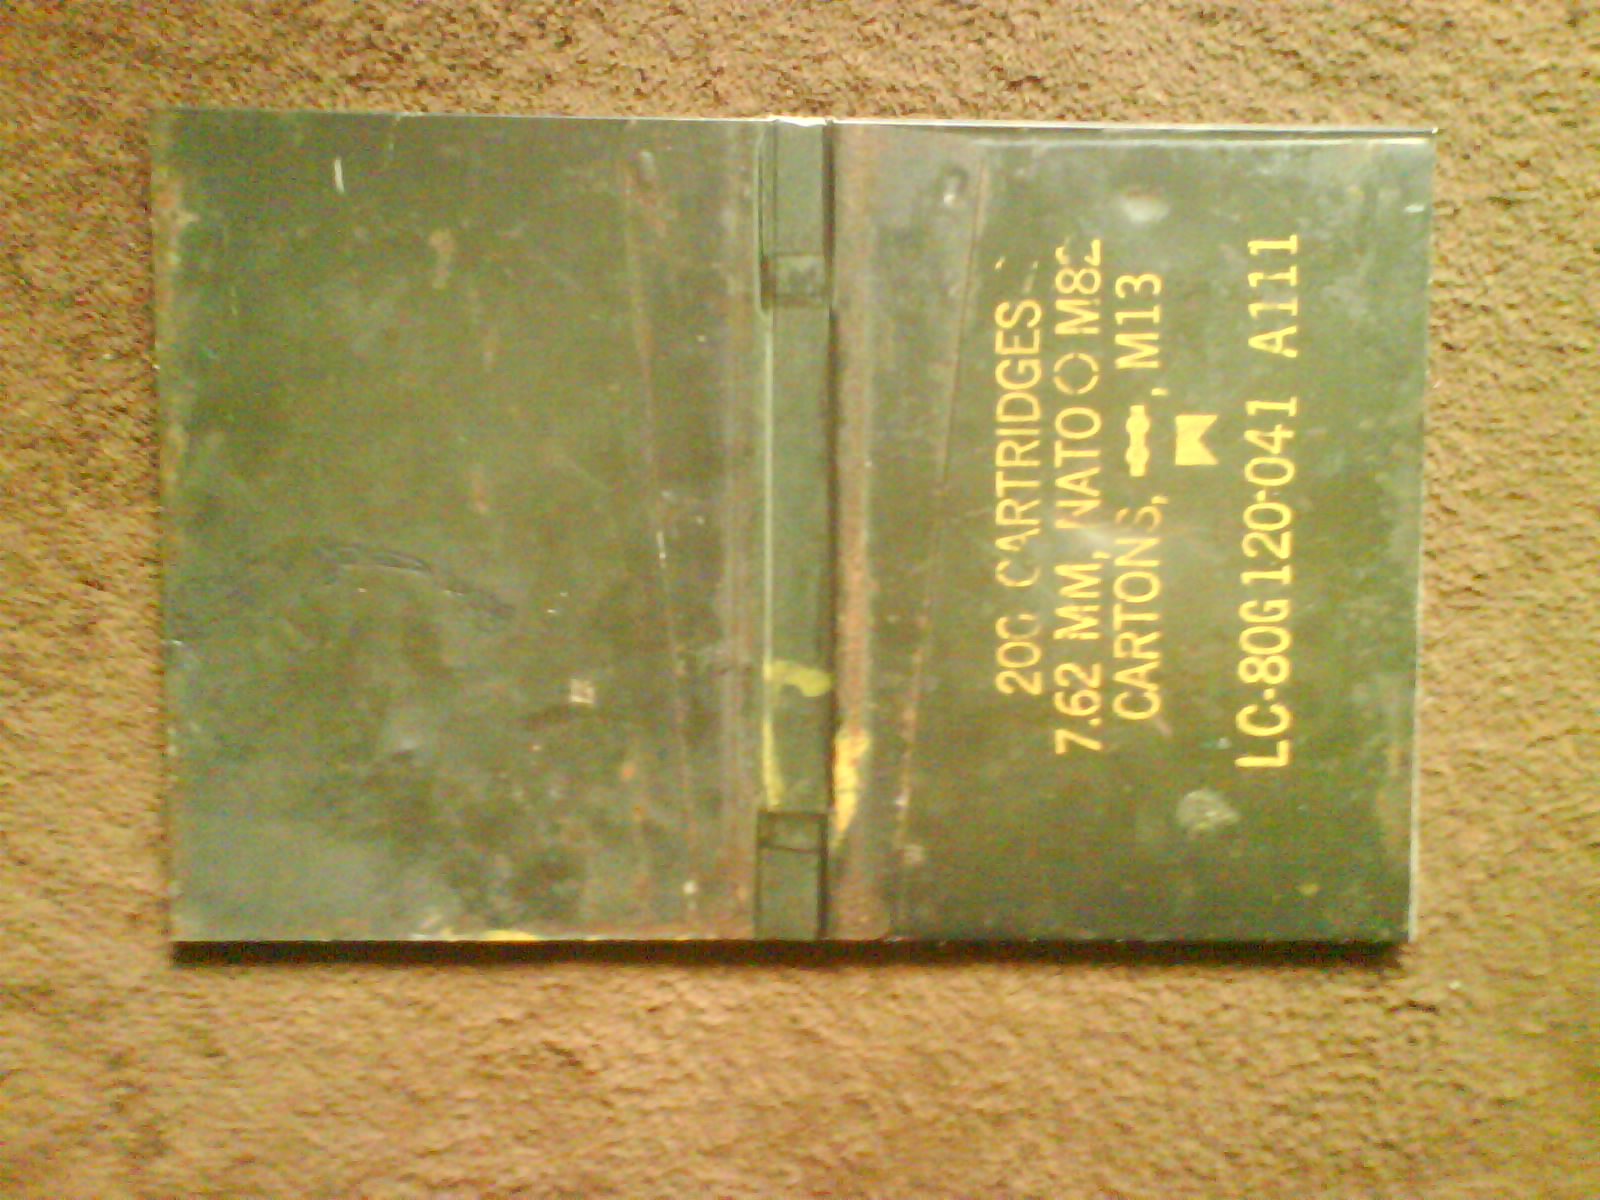 200 CARTRIDGES
7.62 MM, NATO M82
CARTONS, , M13
LC-80G120-041 A111